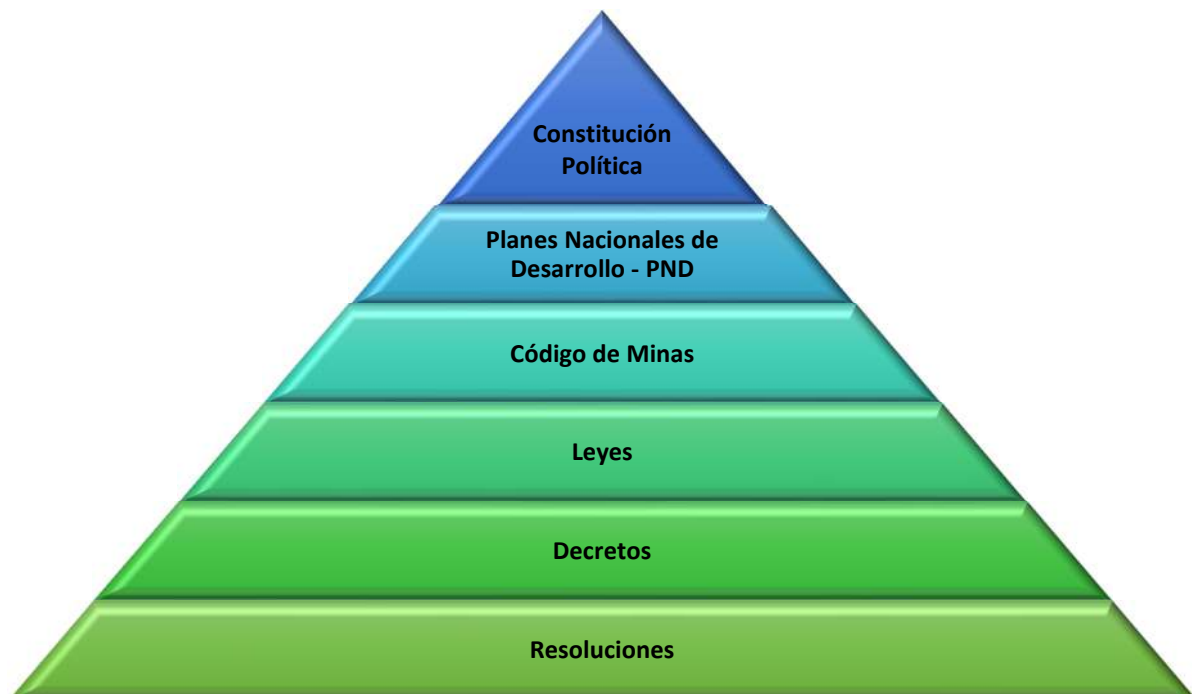 Constitución
Política
Planes Nacionales de
Desarrollo - PND
Código de Minas
Leyes
Decretos
Resoluciones